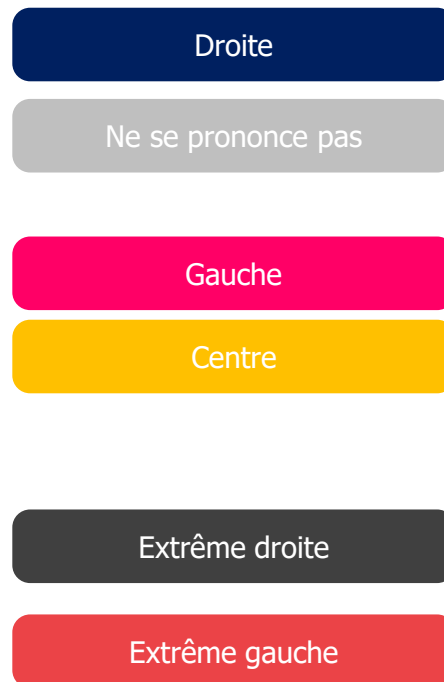 Droite
Ne se prononce pas
Gauche
Centre
Extrême droite
Extrême gauche